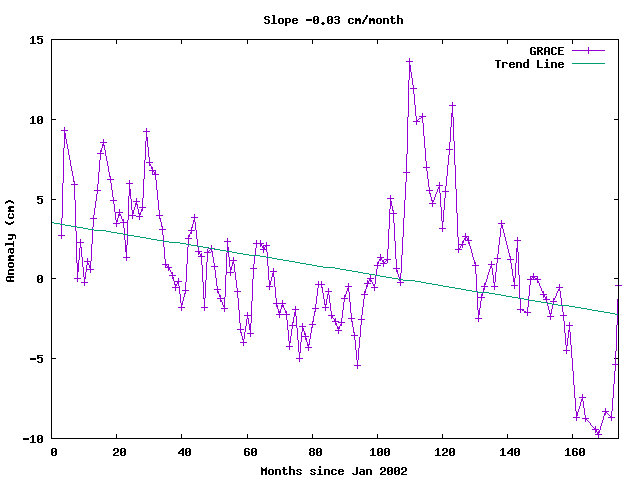 Slope -0.03 cm/month
GRACE
Trend Line
15
10
5
0
-5
-10
Anomaly (cm)
0 20 40 60 80 100 120 140 160 174
Months since Jan 2002